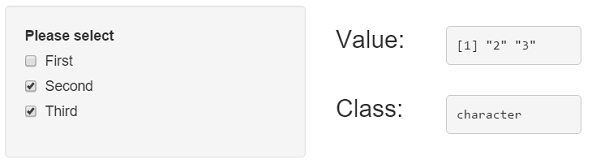 Please select
First
Second
Third
Value:
[1] "2" "3"
Class:
character